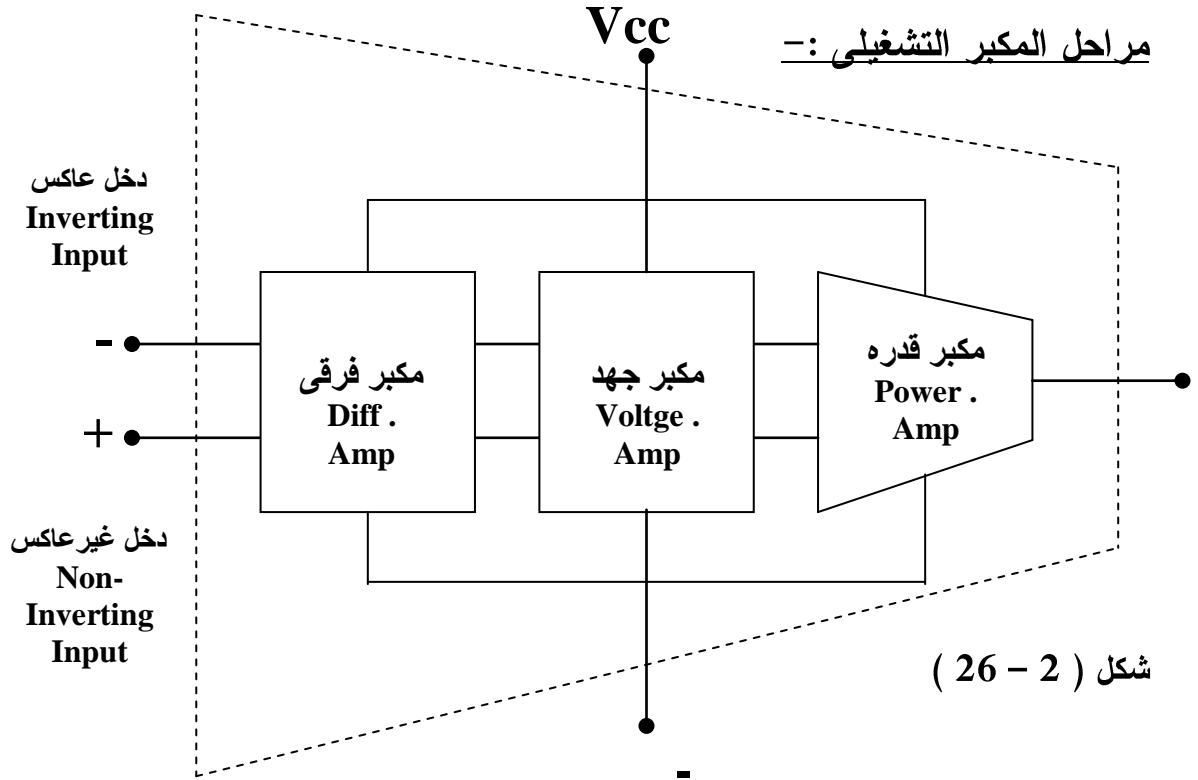 Vcc
مراحل المكبر التشغيلى :-
دخل عاكس
Inverting
Input
-
+
مكبر فرقى
Diff .
Amp
مكبر جهد
Voltge .
Amp
مكبر قدره
Power .
Amp
دخل غيرعاكس
Non-
Inverting
Input
شكل ( 2 – 26 )
-